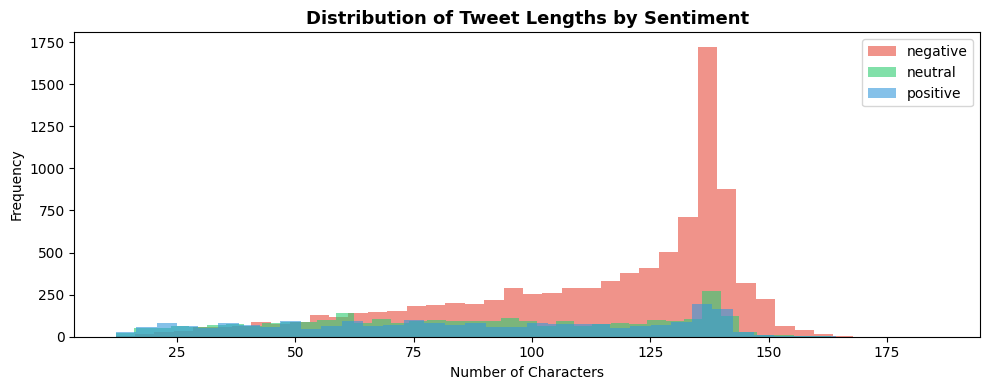 Distribution of Tweet Lengths by Sentiment
negative
neutral
positive
1750
1500
1250
1000
750
500
250
0
Frequency
25 50 75 100 125 150 175
Number of Characters